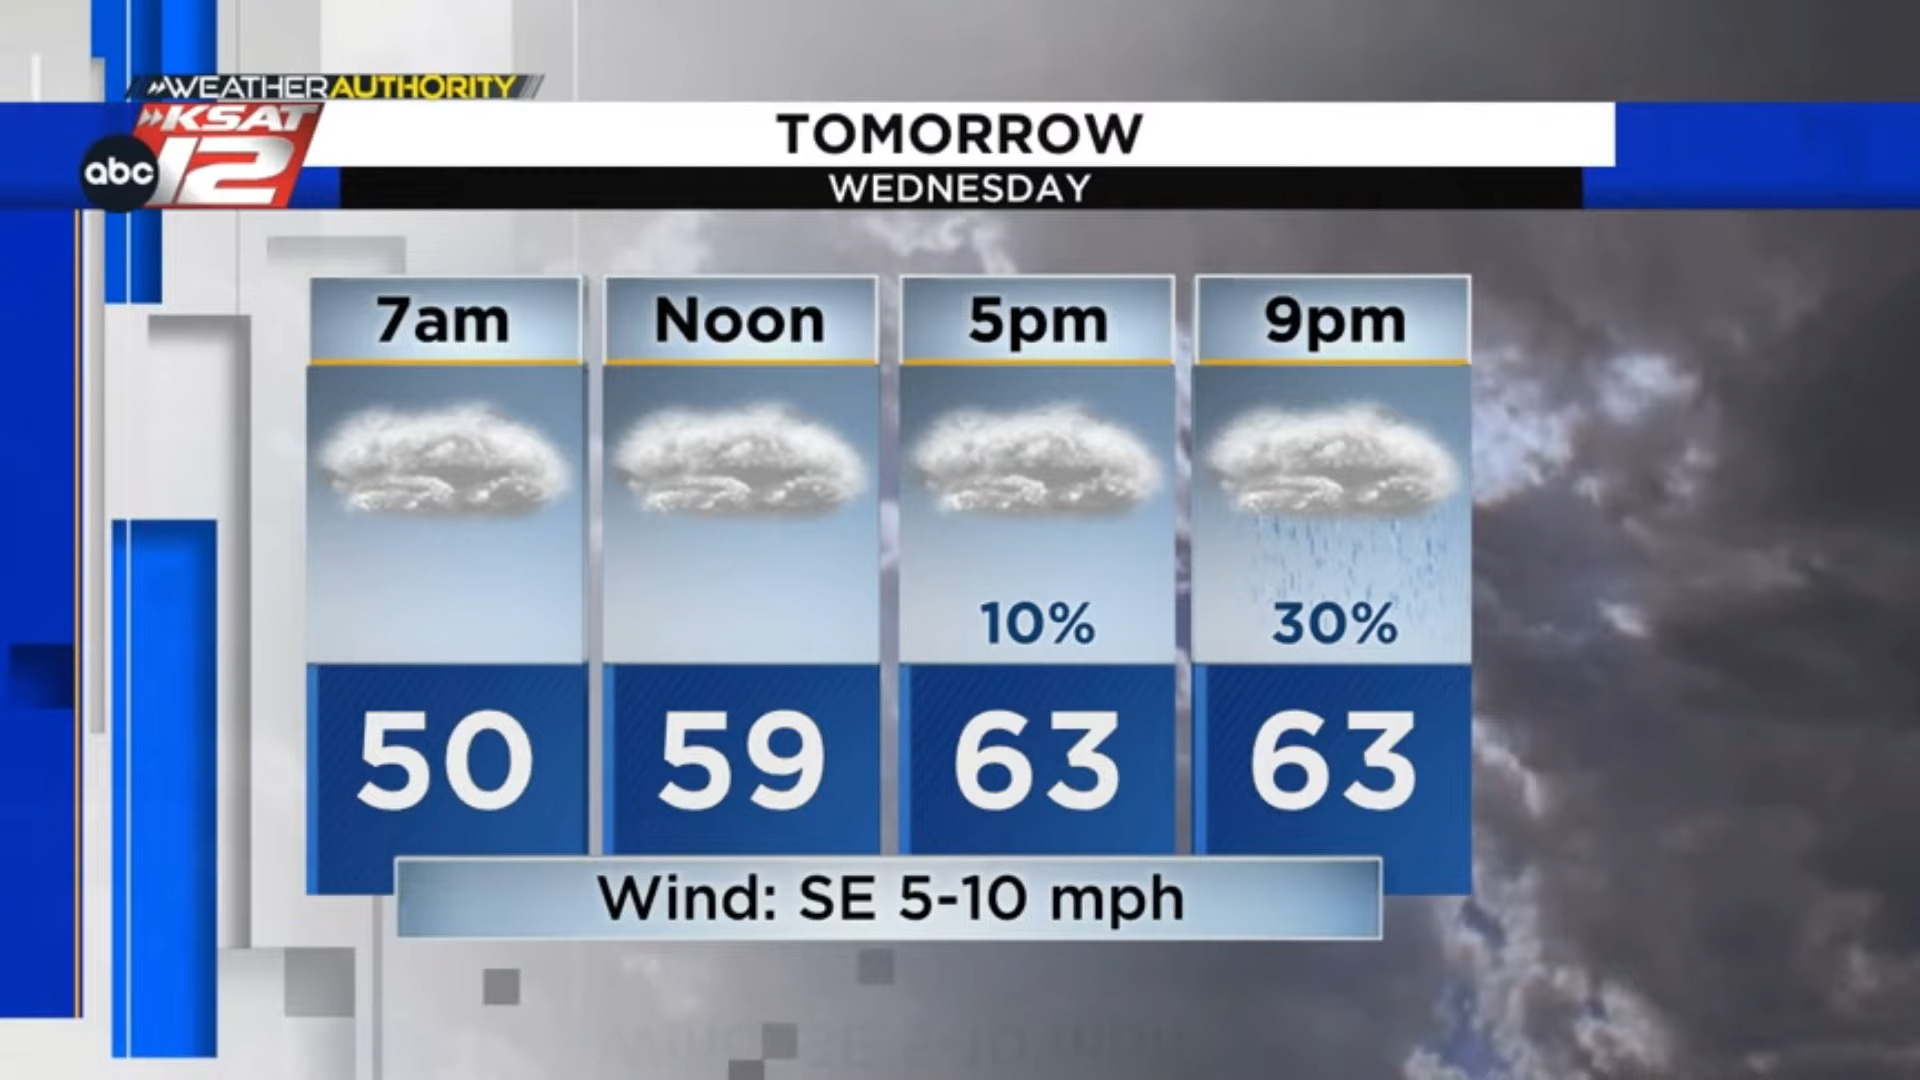 WEATHER AUTHORITY
KSAT
abc 12
TOMORROW
WEDNESDAY
7am Noon 5pm 9pm
10% 30%
50 59 63 63
Wind: SE 5-10 mph